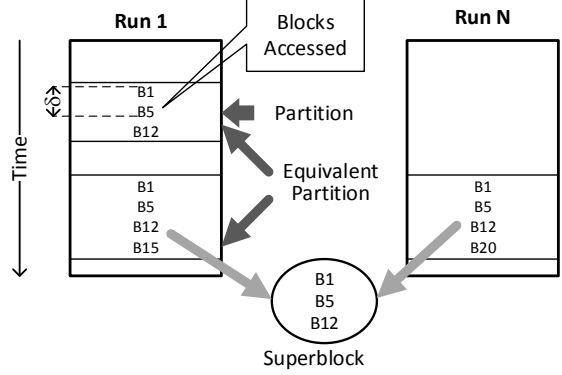 Run 1
Blocks
Accessed
Run N
Time
δ
B1
B5
B12
Partition
Equivalent
Partition
B1
B5
B12
B15
B1
B5
B12
B20
B1
B5
B12
Superblock